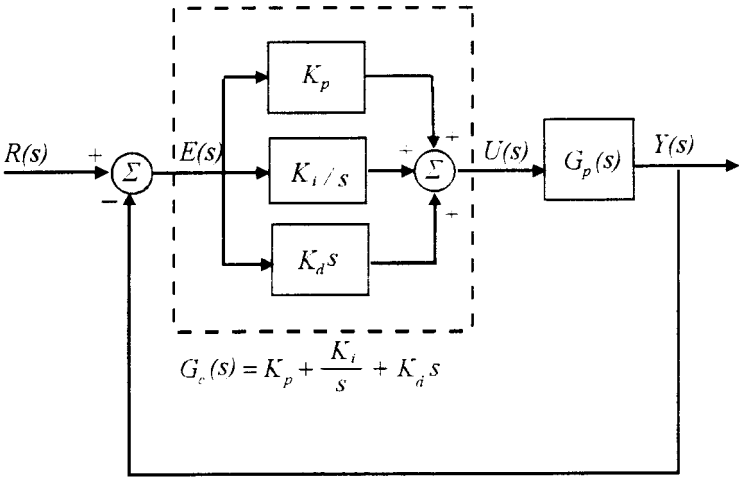 K_p
+
R(s) + Σ E(s) K_i / s + Σ U(s) G_p(s) Y(s)
−
+
K_d s
G_c(s) = K_p + K_i/s + K_d s